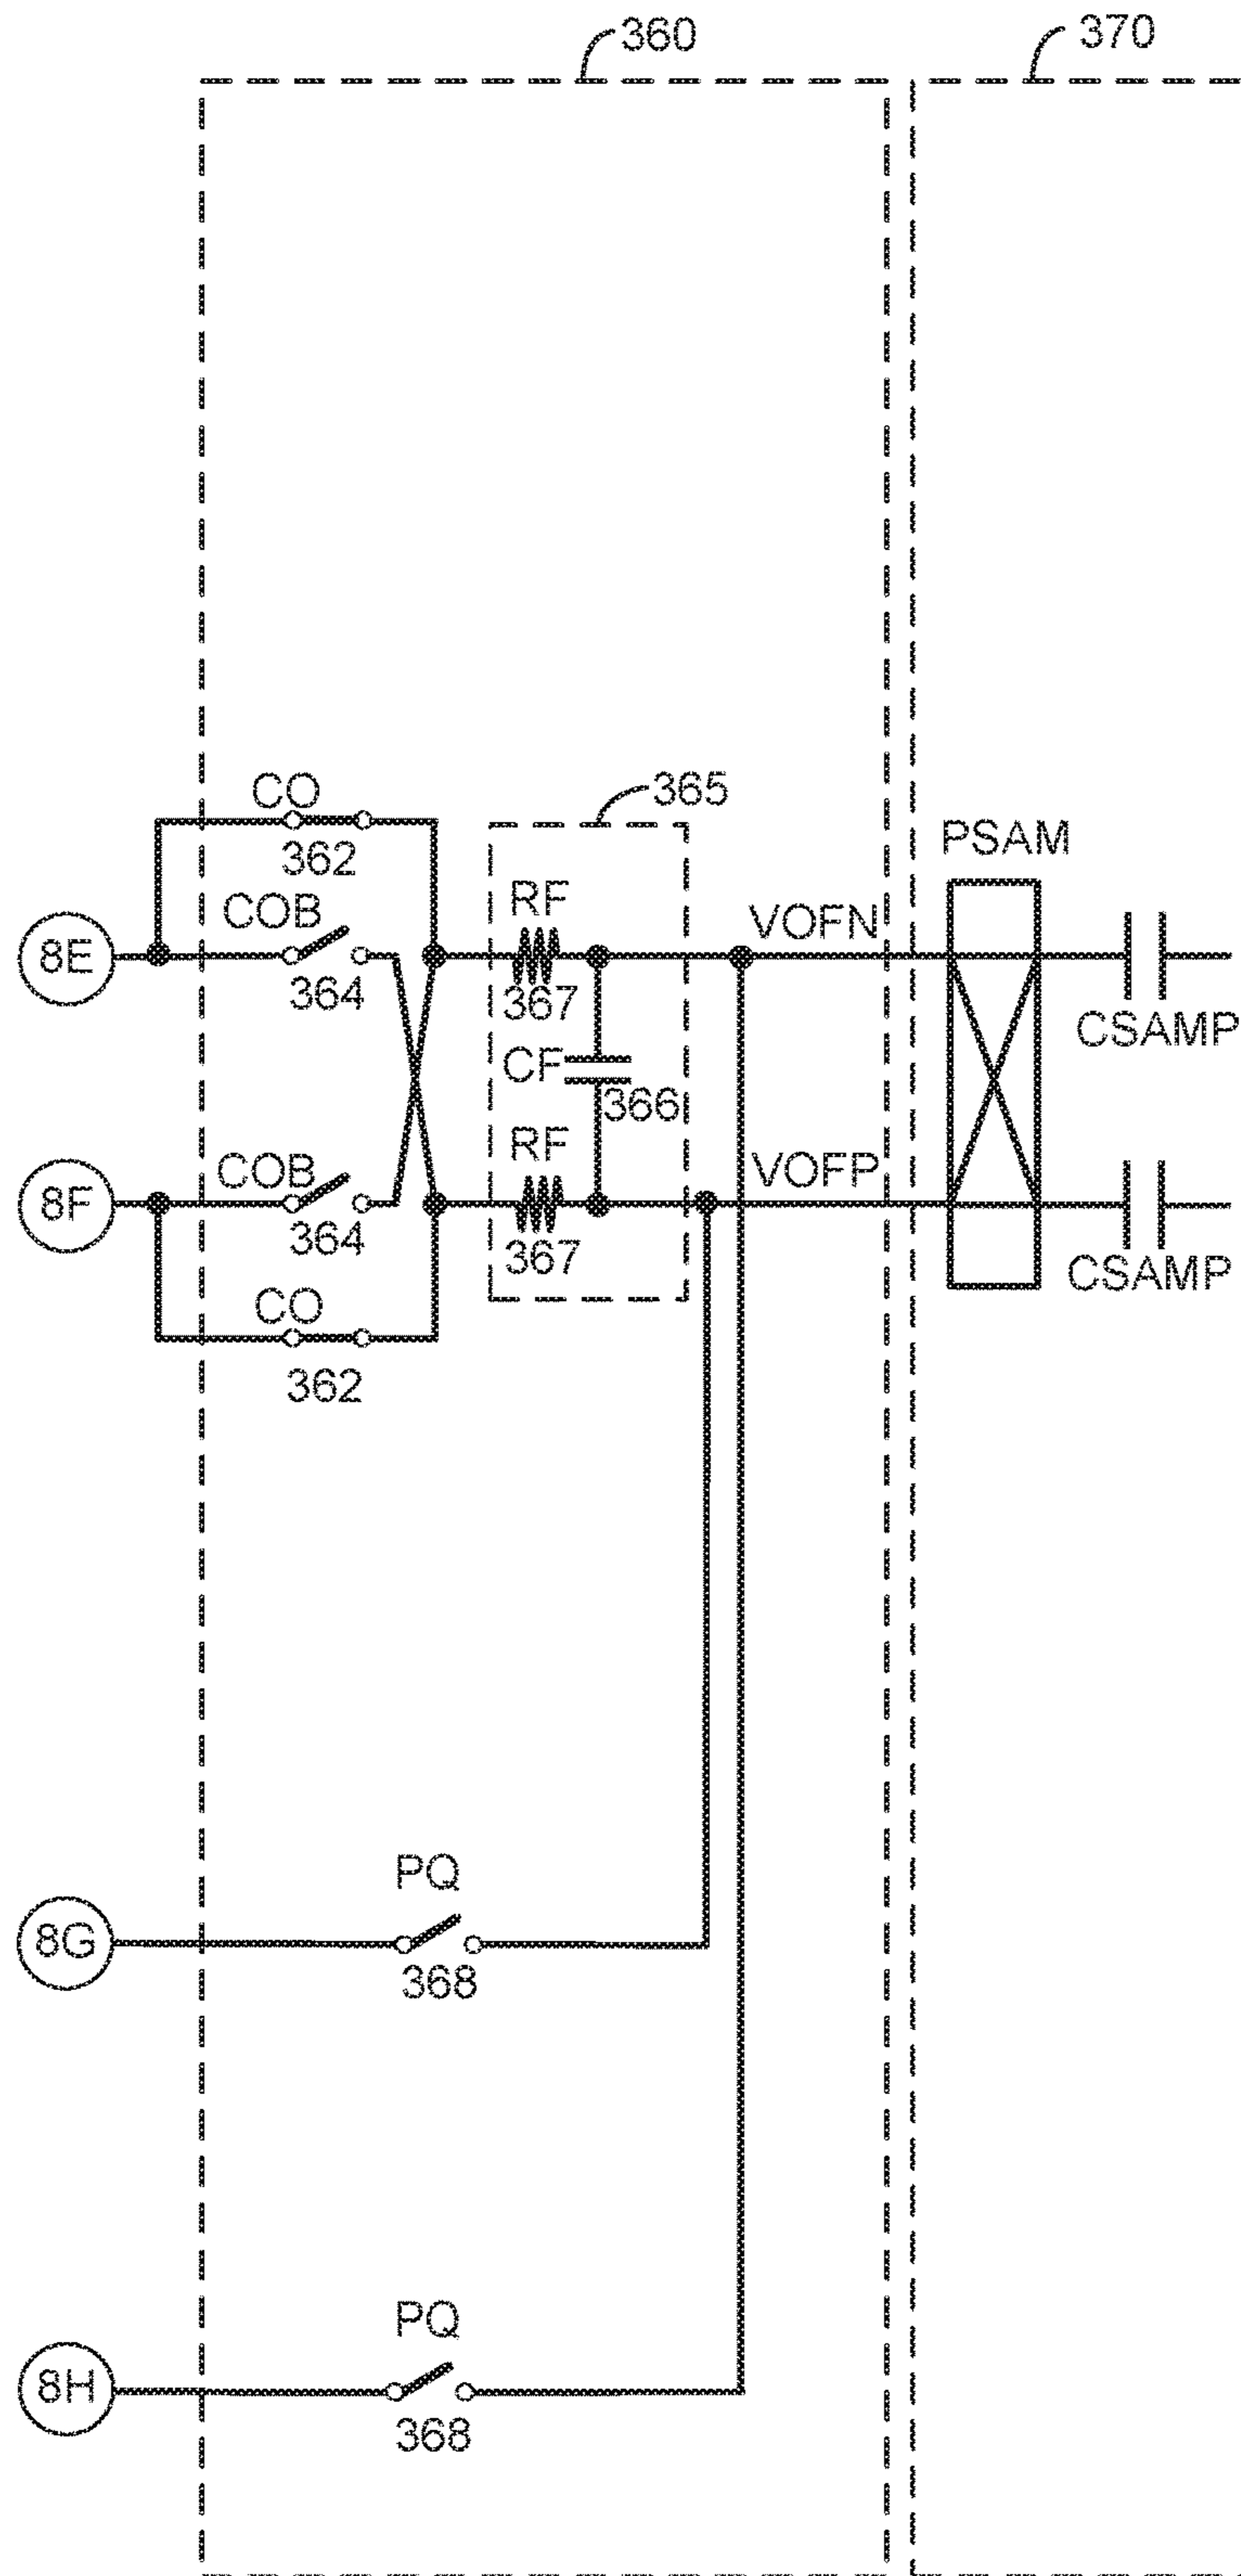 360
370
CO
362
365
COB
364
8E
RF
367
VOFN
PSAM
CSAMP
CF
366
8F
COB
364
RF
367
VOFP
CSAMP
CO
362
PQ
8G
368
PQ
8H
368